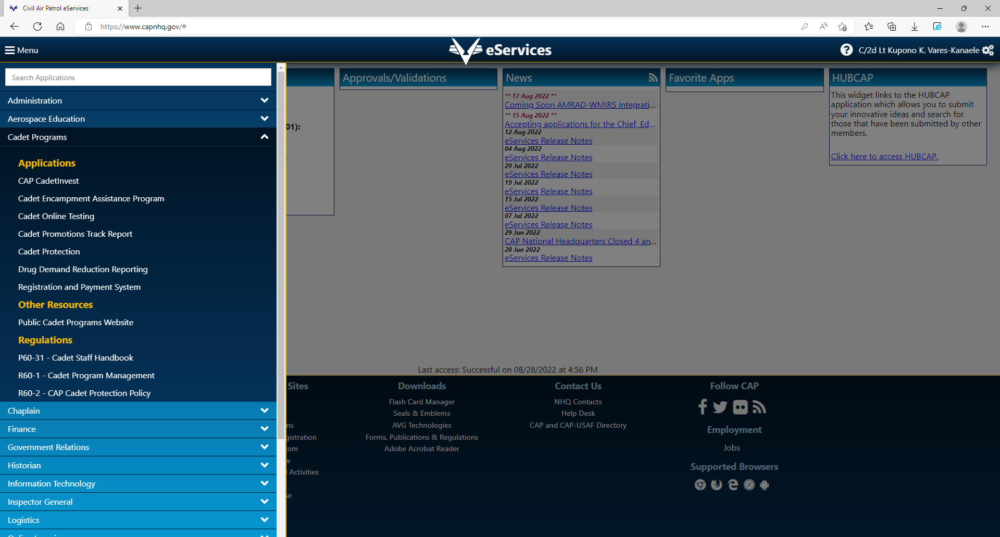 Civil Air Patrol eServices
https://www.capnhq.gov/#
Menu
eServices
C/2d Lt Kupono K. Vares-Kanaele
Search Applications
Administration
Aerospace Education
Cadet Programs
Applications
CAP CadetInvest
Cadet Encampment Assistance Program
Cadet Online Testing
Cadet Promotions Track Report
Cadet Protection
Drug Demand Reduction Reporting
Registration and Payment System
Other Resources
Public Cadet Programs Website
Regulations
P60-31 - Cadet Staff Handbook
R60-1 - Cadet Program Management
R60-2 - CAP Cadet Protection Policy
Chaplain
Finance
Government Relations
Historian
Information Technology
Inspector General
Logistics
01):
Approvals/Validations
News
** 17 Aug 2022 **
Coming Soon AMRAD-WMIRS Integrati...
** 15 Aug 2022 **
Accepting applications for the Chief, Ed...
12 Aug 2022
eServices Release Notes
04 Aug 2022
eServices Release Notes
29 Jul 2022
eServices Release Notes
19 Jul 2022
eServices Release Notes
15 Jul 2022
eServices Release Notes
07 Jul 2022
eServices Release Notes
29 Jun 2022
CAP National Headquarters Closed 4 an...
28 Jun 2022
eServices Release Notes
Favorite Apps
HUBCAP
This widget links to the HUBCAP
application which allows you to submit
your innovative ideas and search for
those that have been submitted by other
members.
Click here to access HUBCAP.
Last access: Successful on 08/28/2022 at 4:56 PM
Sites
ns
gistration
com
w
Activities
se
Downloads
Flash Card Manager
Seals & Emblems
AVG Technologies
Forms, Publications & Regulations
Adobe Acrobat Reader
Contact Us
NHQ Contacts
Help Desk
CAP and CAP-USAF Directory
Follow CAP
Employment
Jobs
Supported Browsers